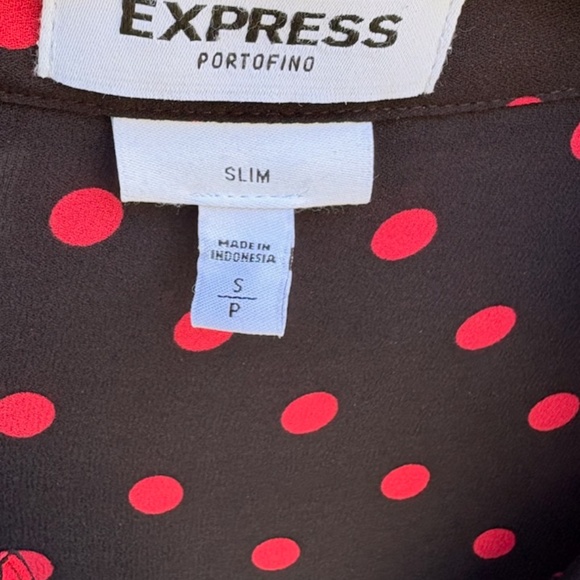 EXPRESS
PORTOFINO
SLIM
MADE IN
INDONESIA
S
P